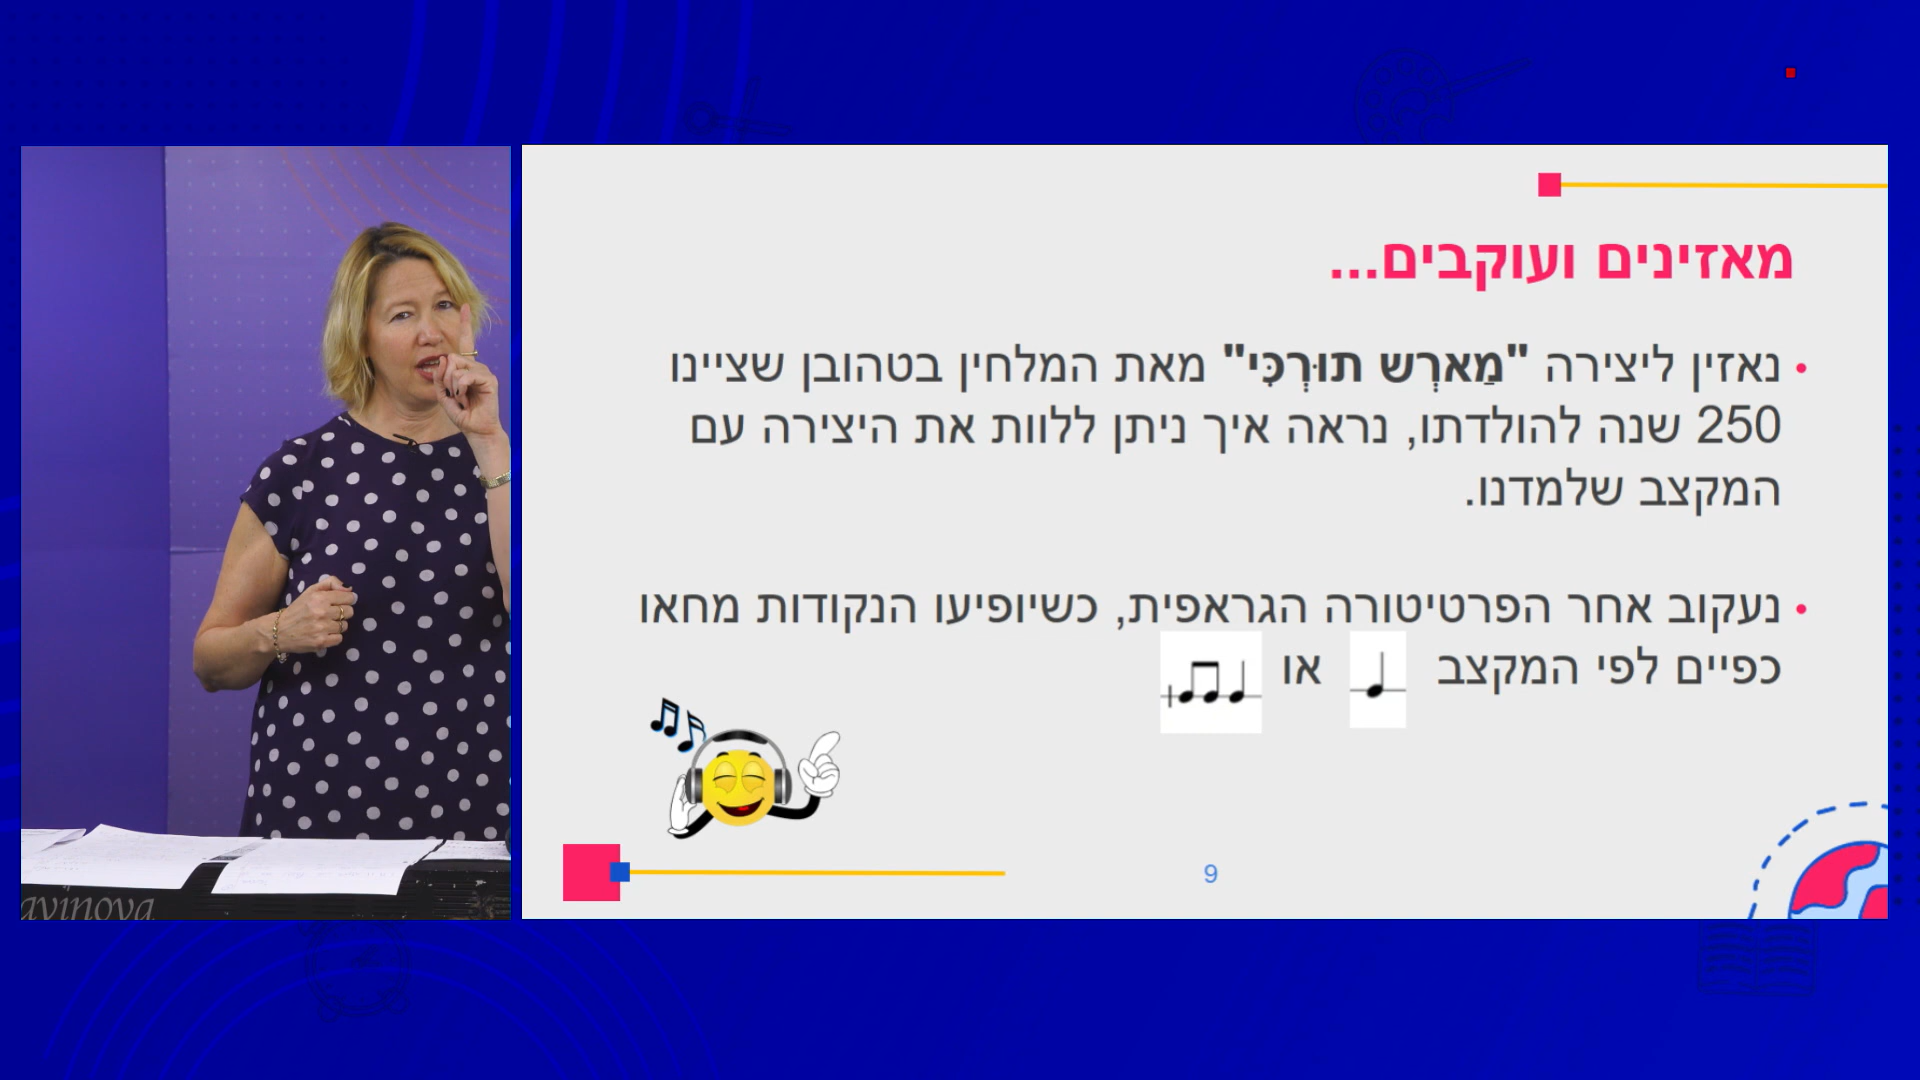 מאזינים ועוקבים...
• נאזין ליצירה "מַארְש תוּרְכִּי" מאת המלחין בטהובן שציינו
250 שנה להולדתו, נראה איך ניתן ללוות את היצירה עם
המקצב שלמדנו.
• נעקוב אחר הפרטיטורה הגראפית, כשיופיעו הנקודות מחאו
כפיים לפי המקצב או
9
avinova